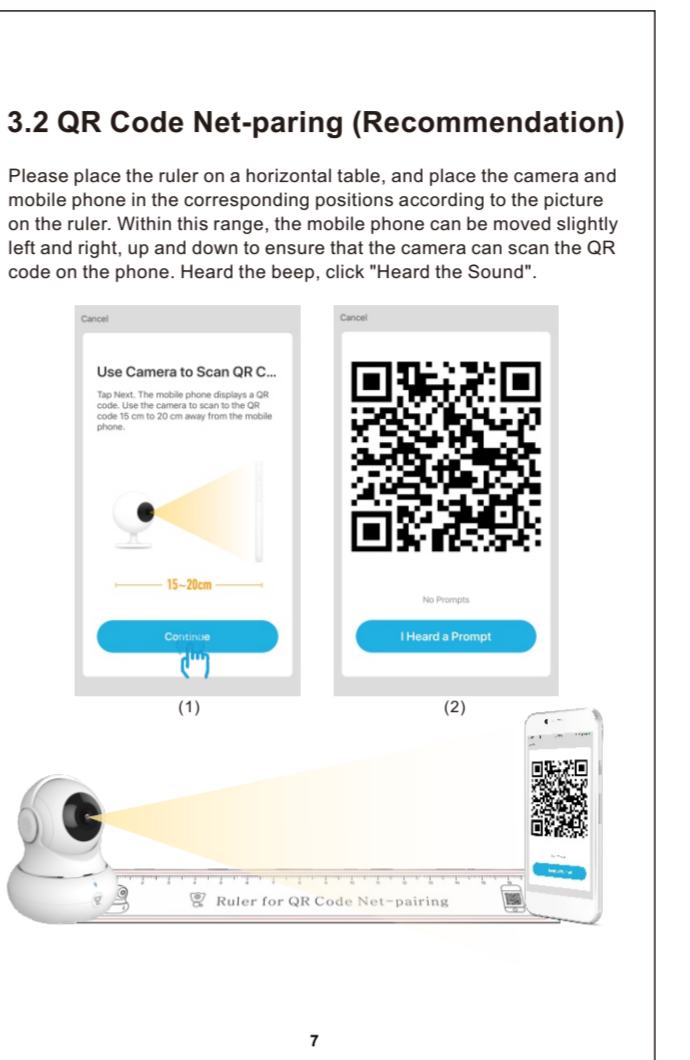 3.2 QR Code Net-paring (Recommendation)
Please place the ruler on a horizontal table, and place the camera and
mobile phone in the corresponding positions according to the picture
on the ruler. Within this range, the mobile phone can be moved slightly
left and right, up and down to ensure that the camera can scan the QR
code on the phone. Heard the beep, click "Heard the Sound".
Cancel
Use Camera to Scan QR C...
Tap Next. The mobile phone displays a QR
code. Use the camera to scan to the QR
code 15 cm to 20 cm away from the mobile
phone.
15~20cm
Continue
(1)
Cancel
No Prompts
I Heard a Prompt
(2)
Ruler for QR Code Net-pairing
7